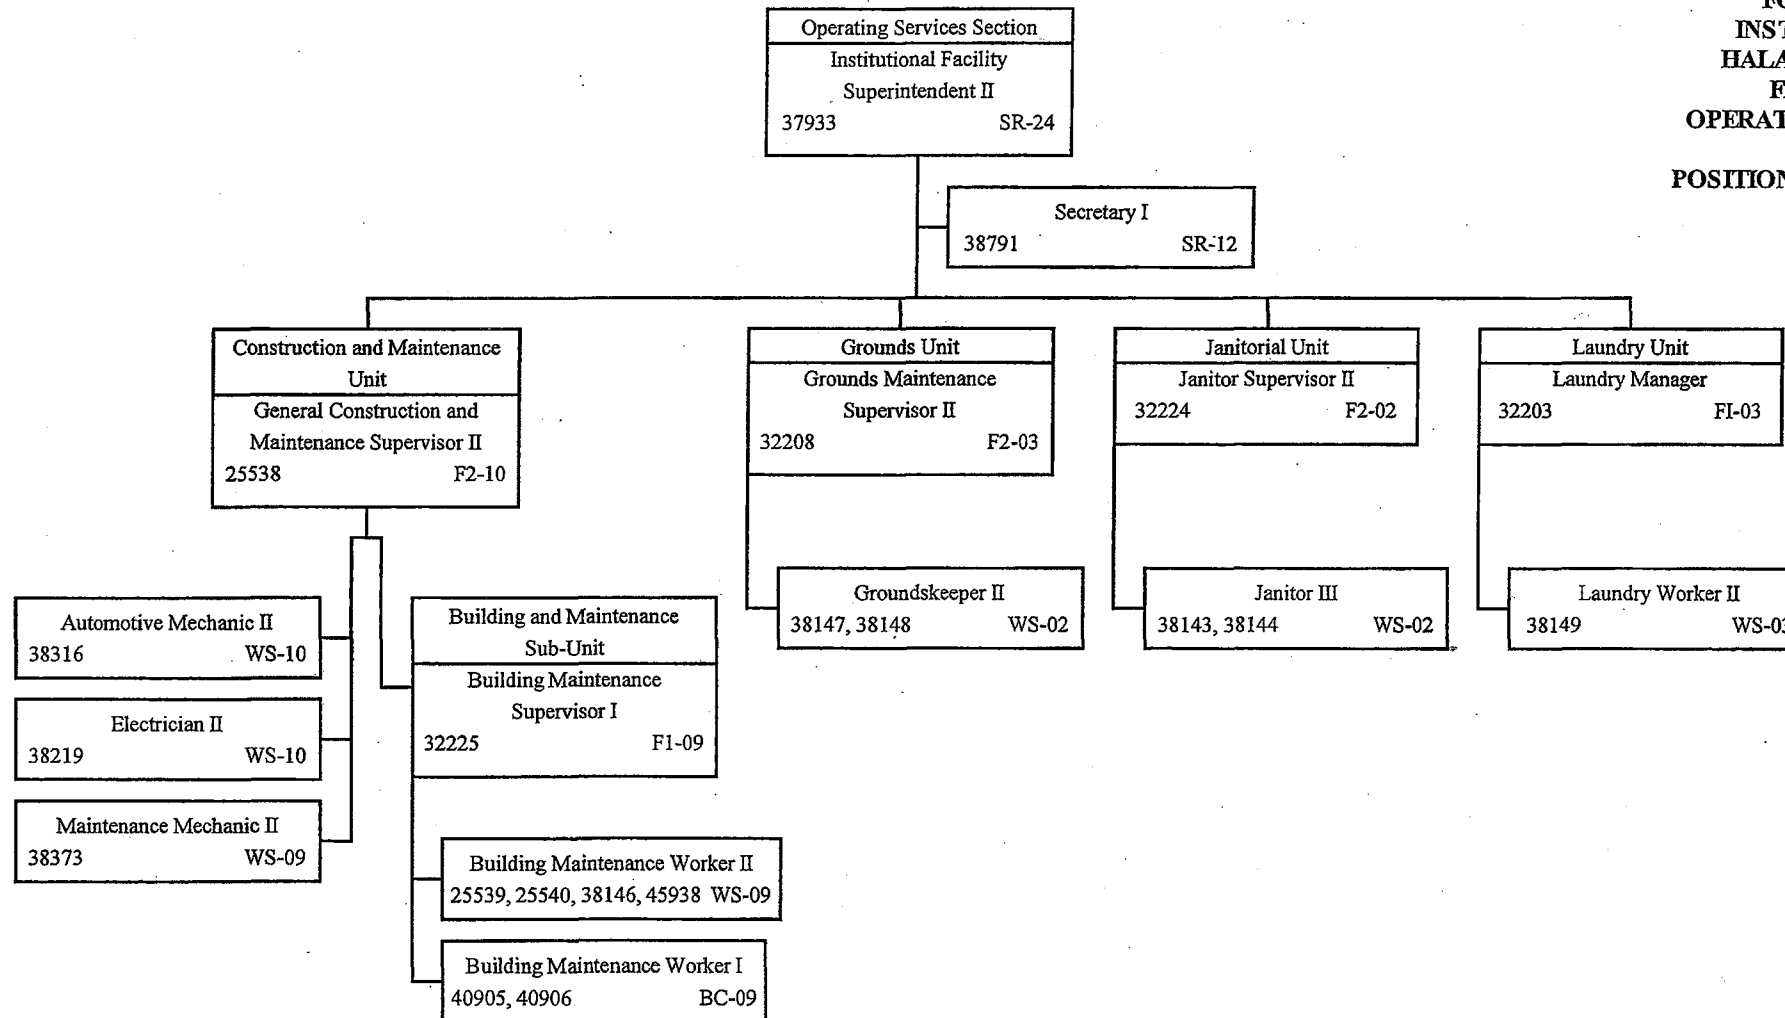 Operating Services Section
Institutional Facility
Superintendent II
37933 SR-24
INST
HALA
OPERAT
POSITION
Secretary I
38791 SR-12
Construction and Maintenance
Unit
General Construction and
Maintenance Supervisor II
25538 F2-10
Grounds Unit
Grounds Maintenance
Supervisor II
32208 F2-03
Janitorial Unit
Janitor Supervisor II
32224 F2-02
Laundry Unit
Laundry Manager
32203 FI-03
Automotive Mechanic II
38316 WS-10
Electrician II
38219 WS-10
Maintenance Mechanic II
38373 WS-09
Building and Maintenance
Sub-Unit
Building Maintenance
Supervisor I
32225 F1-09
Building Maintenance Worker II
25539, 25540, 38146, 45938 WS-09
Building Maintenance Worker I
40905, 40906 BC-09
Groundskeeper II
38147, 38148 WS-02
Janitor III
38143, 38144 WS-02
Laundry Worker II
38149 WS-03